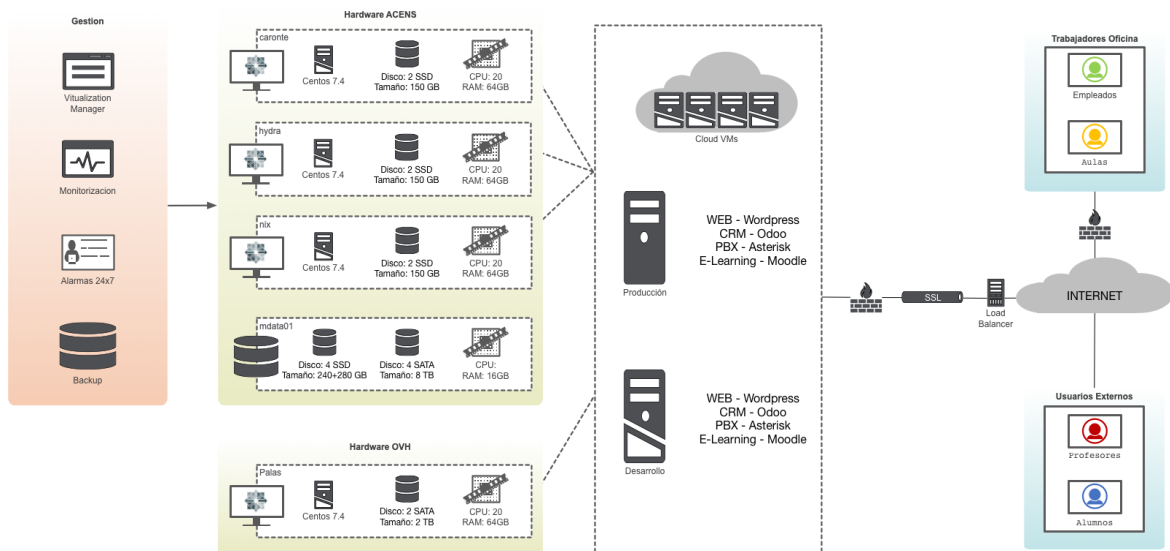 Gestion
Vitualization
Manager
Monitorizacion
Alarmas 24x7
Backup
Hardware ACENS
caronte
Centos 7.4
Disco: 2 SSD
Tamaño: 150 GB
CPU: 20
RAM: 64GB
hydra
Centos 7.4
Disco: 2 SSD
Tamaño: 150 GB
CPU: 20
RAM: 64GB
nix
Centos 7.4
Disco: 2 SSD
Tamaño: 150 GB
CPU: 20
RAM: 64GB
mdata01
Disco: 4 SSD
Tamaño: 240+280 GB
Disco: 4 SATA
Tamaño: 8 TB
CPU:
RAM: 16GB
Hardware OVH
Palas
Centos 7.4
Disco: 2 SATA
Tamaño: 2 TB
CPU: 20
RAM: 64GB
Cloud VMs
Producción
WEB - Wordpress
CRM - Odoo
PBX - Asterisk
E-Learning - Moodle
Desarrollo
WEB - Wordpress
CRM - Odoo
PBX - Asterisk
E-Learning - Moodle
SSL
Load
Balancer
INTERNET
Trabajadores Oficina
Empleados
Aulas
Usuarios Externos
Profesores
Alumnos